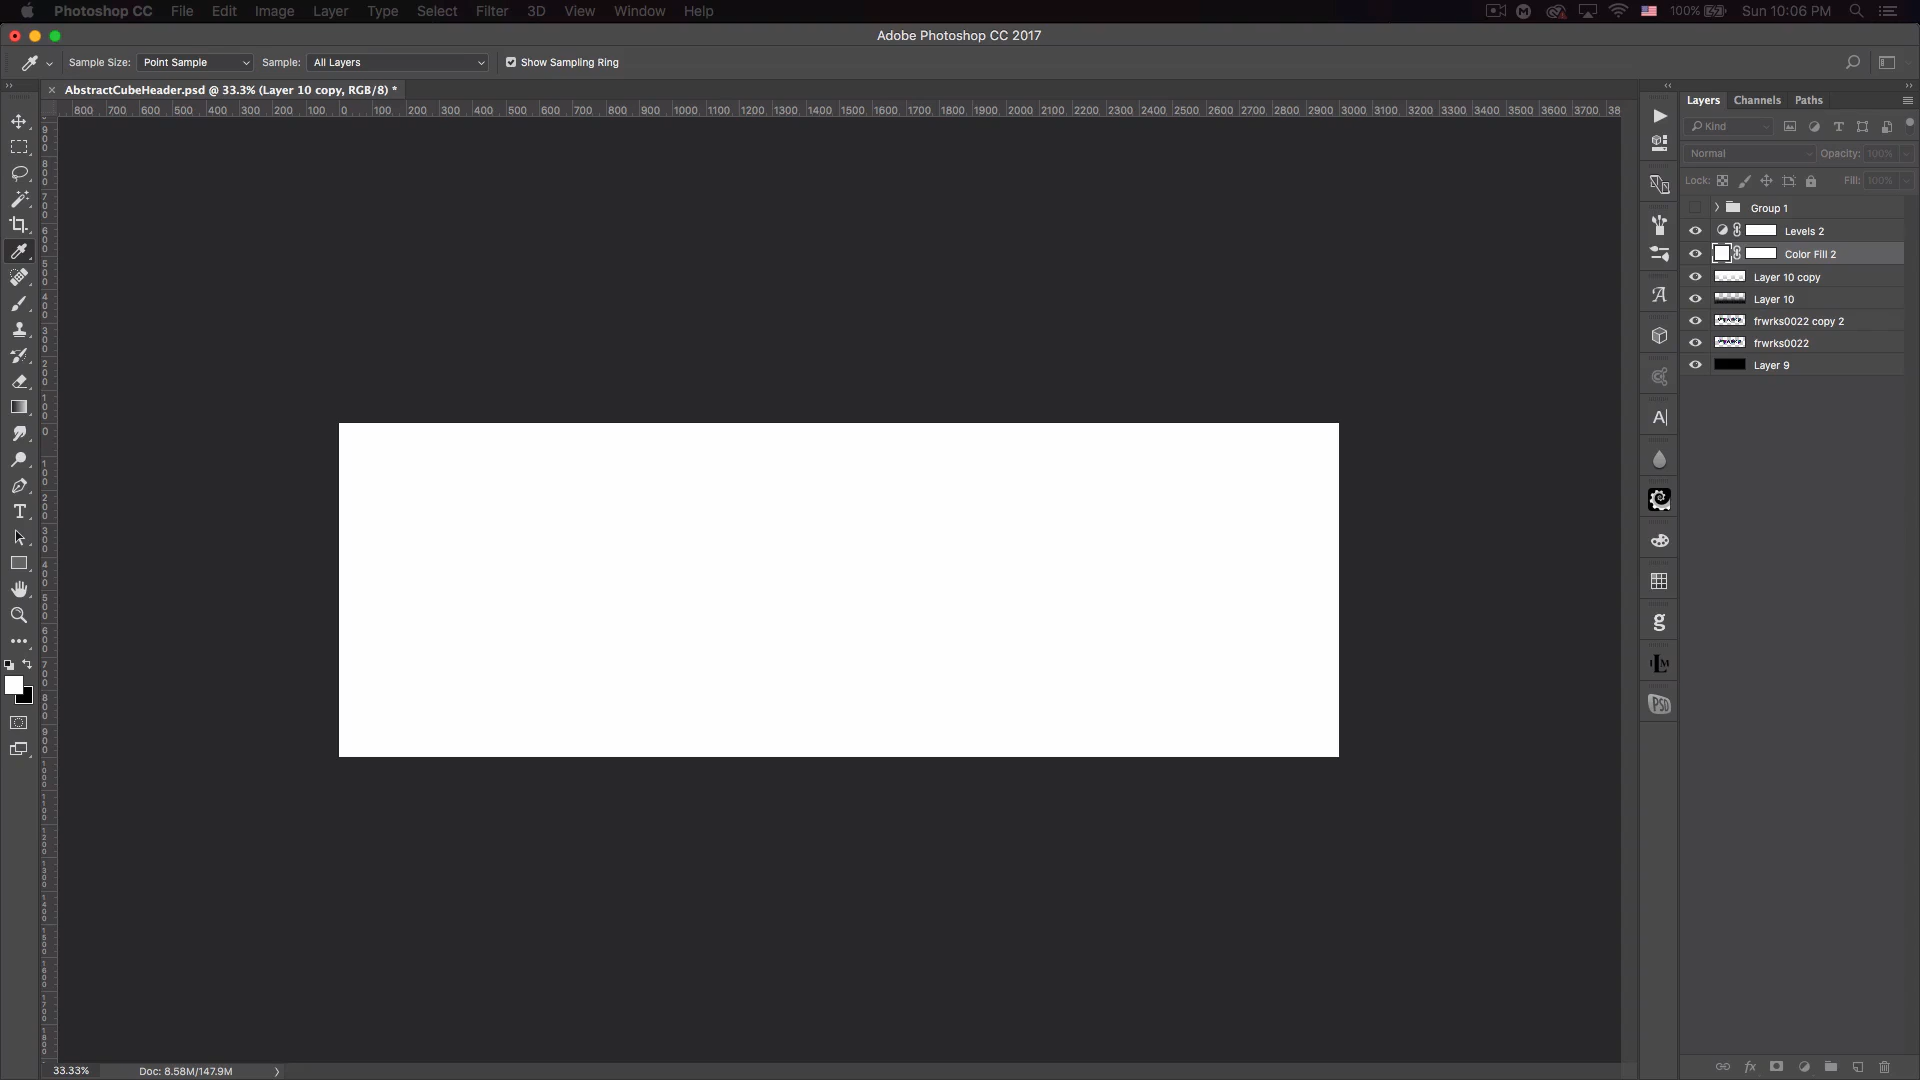 Photoshop CC File Edit Image Layer Type Select Filter 3D View Window Help 100% Sun 10:06 PM
Adobe Photoshop CC 2017
Sample Size: Point Sample Sample: All Layers Show Sampling Ring
AbstractCubeHeader.psd @ 33.3% (Layer 10 copy, RGB/8) *
800 700 600 500 400 300 200 100 0 100 200 300 400 500 600 700 800 900 1000 1100 1200 1300 1400 1500 1600 1700 1800 1900 2000 2100 2200 2300 2400 2500 2600 2700 2800 2900 3000 3100 3200 3300 3400 3500 3600 3700 38
Layers Channels Paths
Kind
Normal Opacity: 100%
Lock: Fill: 100%
Group 1
Levels 2
Color Fill 2
Layer 10 copy
Layer 10
frwrks0022 copy 2
frwrks0022
Layer 9
33.33% Doc: 8.58M/147.9M